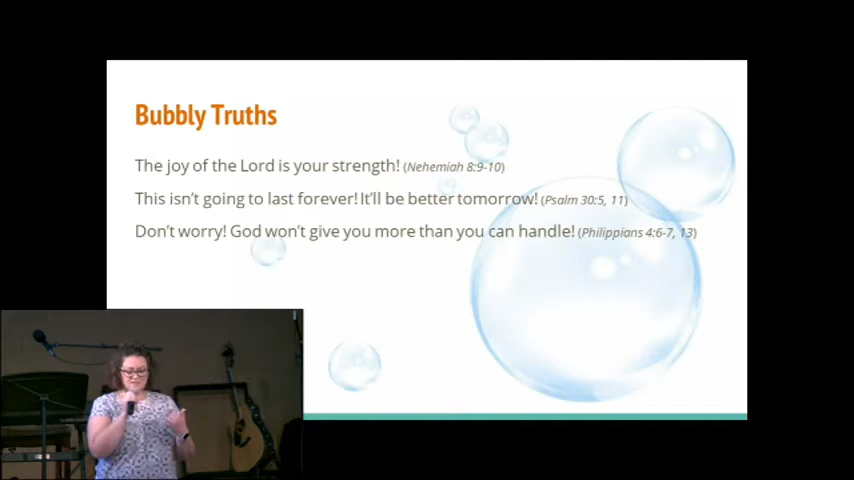 Bubbly Truths
The joy of the Lord is your strength! (Nehemiah 8:9-10)
This isn't going to last forever! It'll be better tomorrow! (Psalm 30:5, 11)
Don't worry! God won't give you more than you can handle! (Philippians 4:6-7, 13)